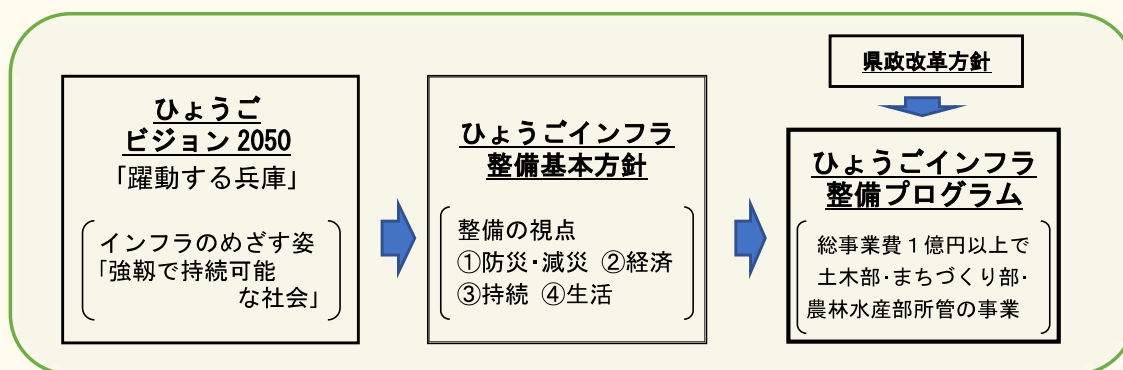 ひょうご
ビジョン 2050
「躍動する兵庫」
インフラのめざす姿
「強靱で持続可能
な社会」
ひょうごインフラ
整備基本方針
整備の視点
①防災・減災 ②経済
③持続 ④生活
県政改革方針
ひょうごインフラ
整備プログラム
総事業費1億円以上で
土木部・まちづくり部・
農林水産部所管の事業